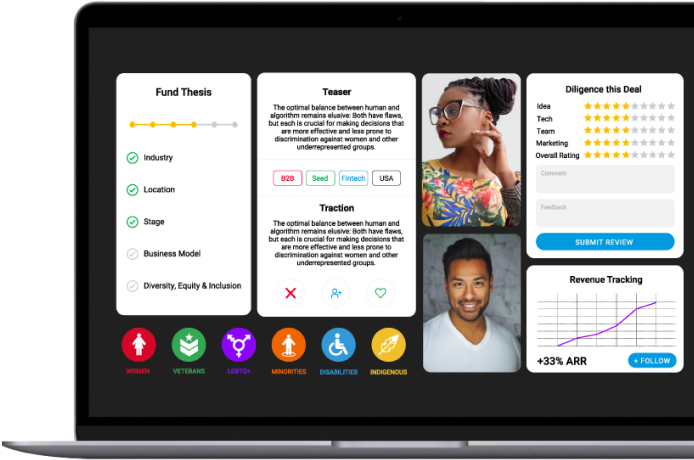 Fund Thesis
Industry
Location
Stage
Business Model
Diversity, Equity & Inclusion
Teaser
The optimal balance between human and
algorithm remains elusive: Both have flaws,
but each is crucial for making decisions that
are more effective and less prone to
discrimination against women and other
underrepresented groups.
B2B
Seed
Fintech
USA
Traction
The optimal balance between human and
algorithm remains elusive: Both have flaws,
but each is crucial for making decisions that
are more effective and less prone to
discrimination against women and other
underrepresented groups.
Diligence this Deal
Idea
Tech
Team
Marketing
Overall Rating
Comment
Feedback
SUBMIT REVIEW
Revenue Tracking
+33% ARR
+ FOLLOW
WOMEN
VETERANS
LGBTQ+
MINORITIES
DISABILITIES
INDIGENOUS